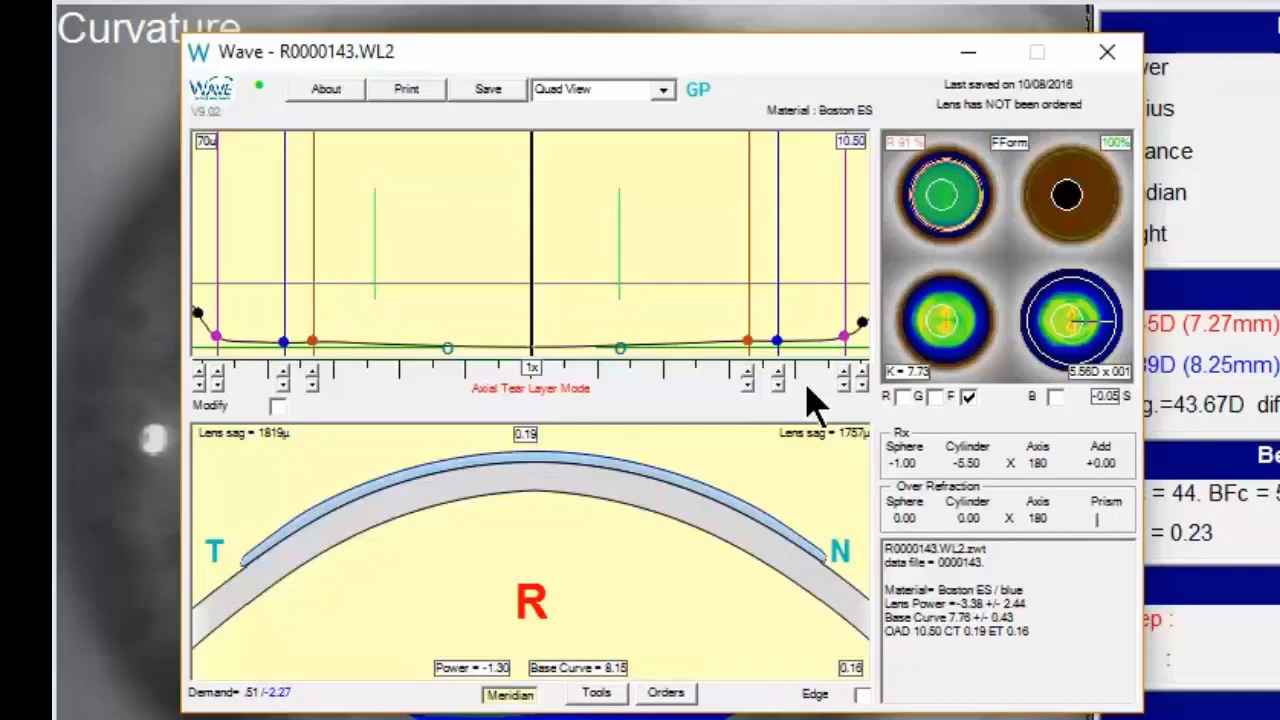 Curvature
Wave - R0000143.WL2
WAVE
V9.02
About
Print
Save
Quad View
GP
Last saved on 10/08/2016
Lens has NOT been ordered
Material : Boston ES
70u
10.50
R 91 %
FForm
100%
1x
Axial Tear Layer Mode
K = 7.73
5.56D x 001
Modify
R G F B -0.05 S
Lens sag = 1819µ
0.19
Lens sag = 1757µ
T
N
R
Power = -1.30
Base Curve = 8.15
0.16
Demand= .51 /-2.27
Meridian
Tools
Orders
Edge
Rx
Sphere Cylinder Axis Add
-1.00 -5.50 X 180 +0.00
Over Refraction
Sphere Cylinder Axis Prism
0.00 0.00 X 180 |
R0000143.WL2.zwt
data file = 0000143.
Material= Boston ES / blue
Lens Power =-3.38 +/- 2.44
Base Curve 7.76 +/- 0.43
OAD 10.50 CT 0.19 ET 0.16
5D (7.27mm)
9D (8.25mm)
g.=43.67D dif
Be
= 44. BFc = 5
= 0.23
ep :
: